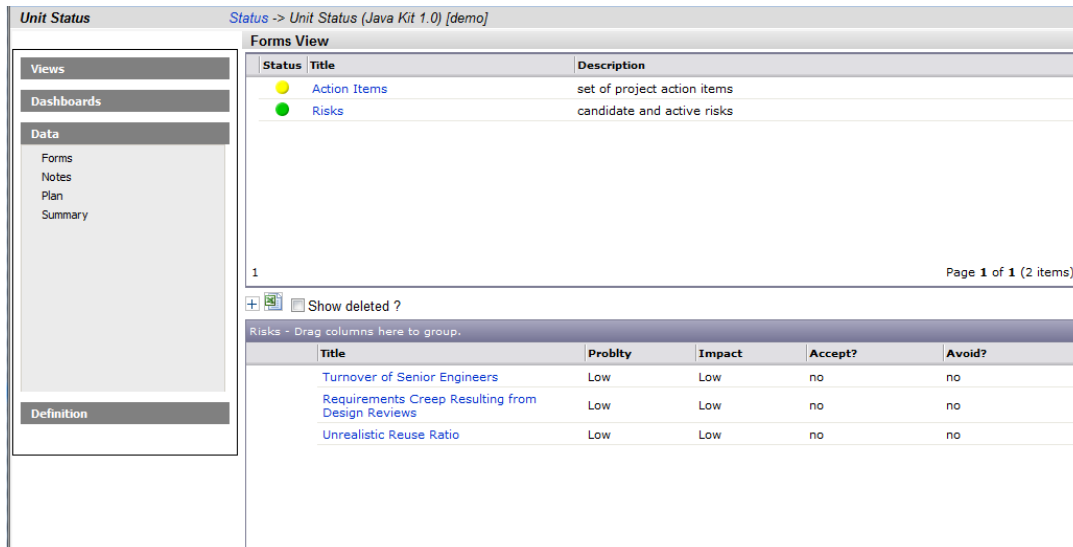 Unit Status
Status -> Unit Status (Java Kit 1.0) [demo]
Views
Dashboards
Data
Forms
Notes
Plan
Summary
Definition
Forms View
Status Title Description
Action Items set of project action items
Risks candidate and active risks
1 Page 1 of 1 (2 items)
Show deleted ?
Risks - Drag columns here to group.
Title Problty Impact Accept? Avoid?
Turnover of Senior Engineers Low Low no no
Requirements Creep Resulting from
Design Reviews Low Low no no
Unrealistic Reuse Ratio Low Low no no